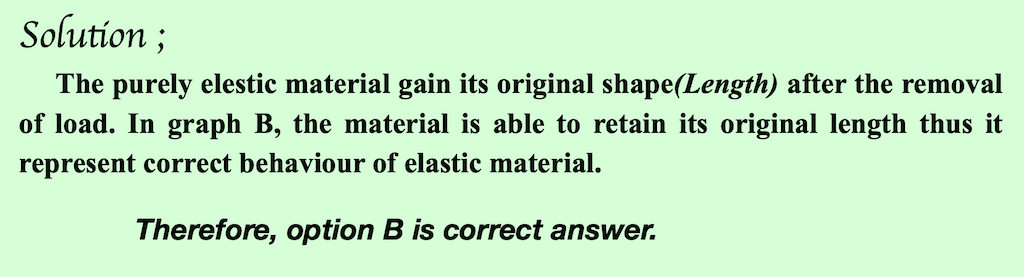 Solution ;
The purely elestic material gain its original shape(Length) after the removal
of load. In graph B, the material is able to retain its original length thus it
represent correct behaviour of elastic material.
Therefore, option B is correct answer.